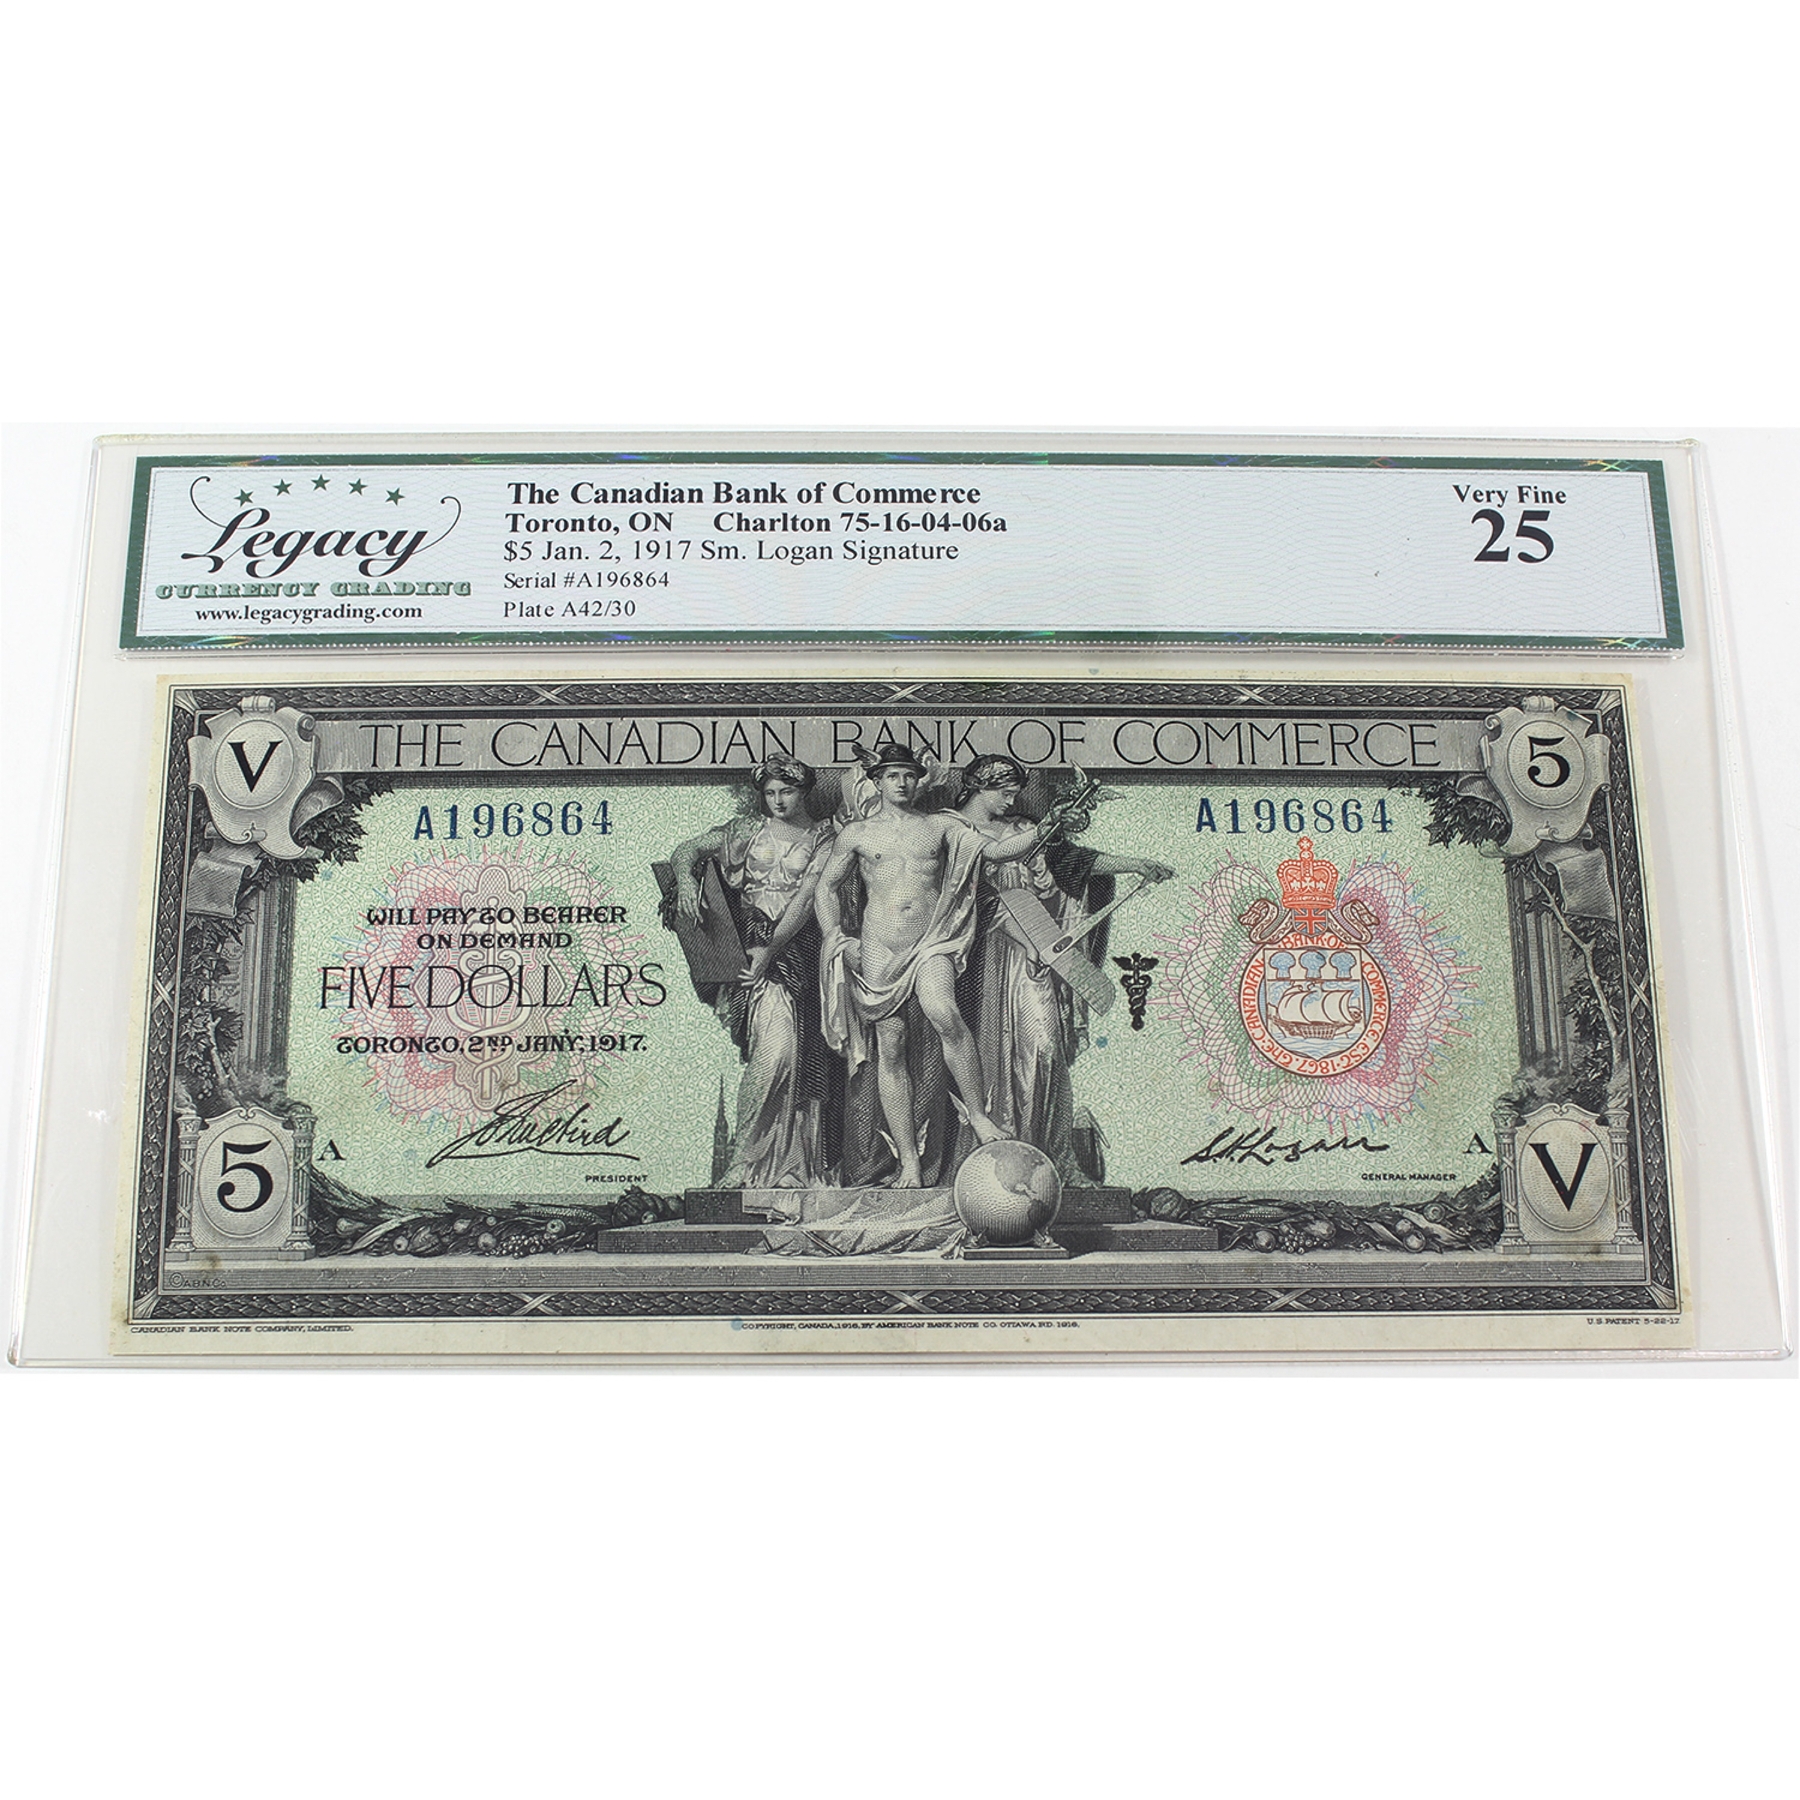 Legacy
CURRENCY GRADING
www.legacygrading.com
The Canadian Bank of Commerce
Toronto, ON Charlton 75-16-04-06a
$5 Jan. 2, 1917 Sm. Logan Signature
Serial #A196864
Plate A42/30
Very Fine
25
V THE CANADIAN BANK OF COMMERCE 5
A196864 A196864
WILL PAY TO BEARER
ON DEMAND
FIVE DOLLARS
TORONTO, 2ND JANY, 1917.
THE CANADIAN BANK OF COMMERCE. EST. 1867.
5 A
PRESIDENT
S.H. Logan A V
GENERAL MANAGER
© A.B.N.Co.
CANADIAN BANK NOTE COMPANY, LIMITED. COPYRIGHT, CANADA, 1916, BY AMERICAN BANK NOTE CO. OTTAWA RD. 1916. U.S. PATENT 5-22-17